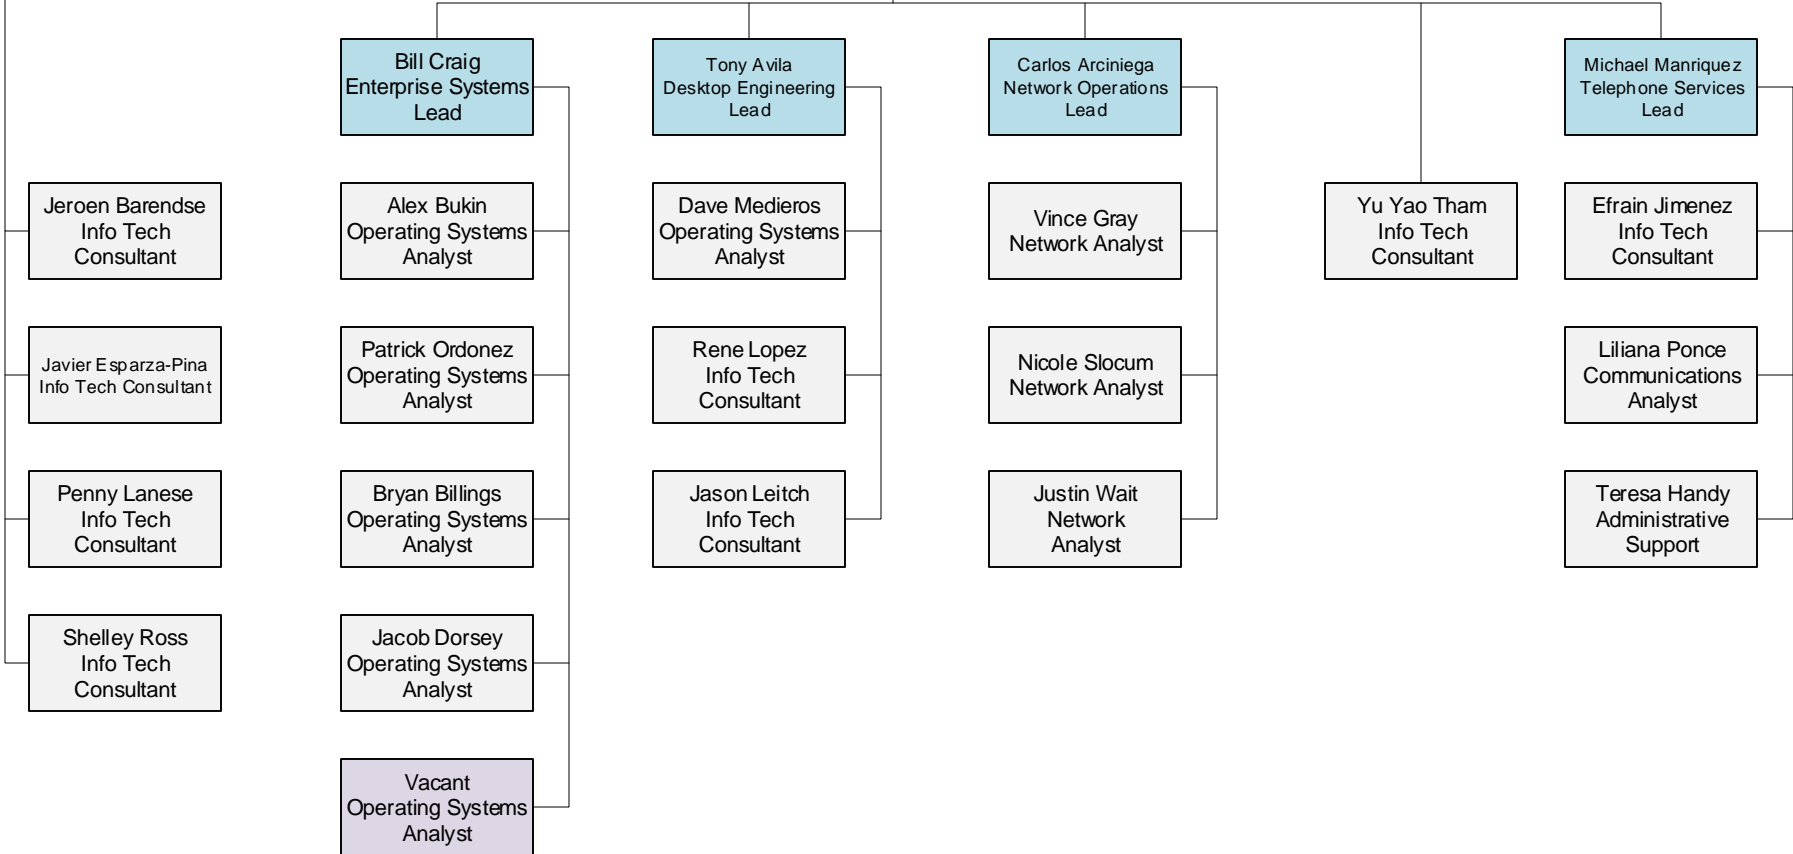 Bill Craig
Enterprise Systems
Lead
Tony Avila
Desktop Engineering
Lead
Carlos Arciniega
Network Operations
Lead
Michael Manriquez
Telephone Services
Lead
Jeroen Barendse
Info Tech
Consultant
Alex Bukin
Operating Systems
Analyst
Dave Medieros
Operating Systems
Analyst
Vince Gray
Network Analyst
Yu Yao Tham
Info Tech
Consultant
Efrain Jimenez
Info Tech
Consultant
Javier Esparza-Pina
Info Tech Consultant
Patrick Ordonez
Operating Systems
Analyst
Rene Lopez
Info Tech
Consultant
Nicole Slocum
Network Analyst
Liliana Ponce
Communications
Analyst
Penny Lanese
Info Tech
Consultant
Bryan Billings
Operating Systems
Analyst
Jason Leitch
Info Tech
Consultant
Justin Wait
Network
Analyst
Teresa Handy
Administrative
Support
Shelley Ross
Info Tech
Consultant
Jacob Dorsey
Operating Systems
Analyst
Vacant
Operating Systems
Analyst